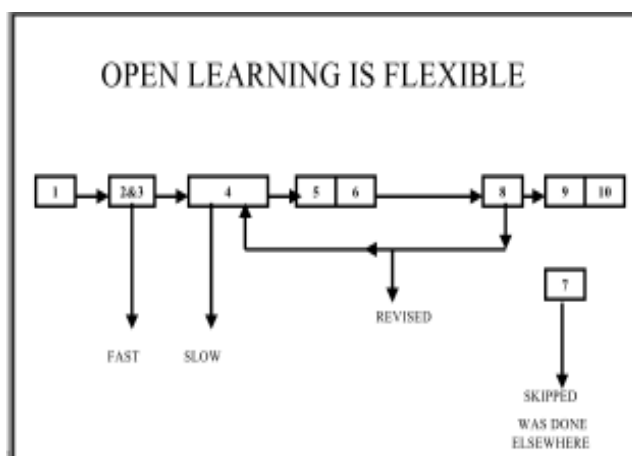 OPEN LEARNING IS FLEXIBLE
1 2&3 4 5 6 8 9 10
7
REVISED
FAST SLOW
SKIPPED
WAS DONE
ELSEWHERE